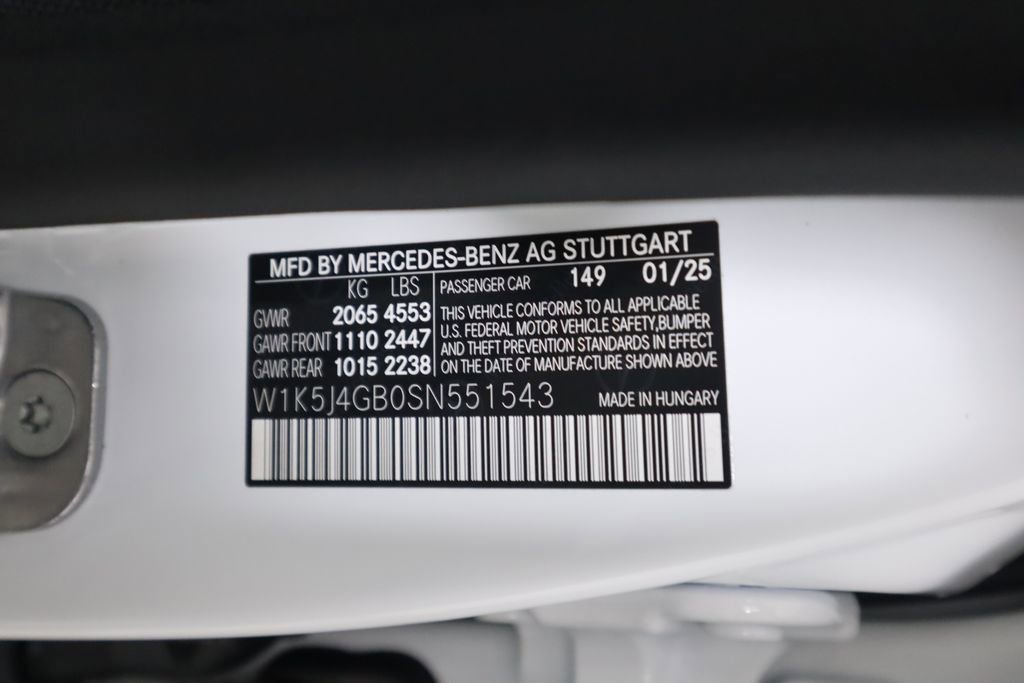 MFD BY MERCEDES-BENZ AG STUTTGART
KG LBS
GVWR 2065 4553
GAWR FRONT 1110 2447
GAWR REAR 1015 2238
PASSENGER CAR 149 01/25
THIS VEHICLE CONFORMS TO ALL APPLICABLE
U.S. FEDERAL MOTOR VEHICLE SAFETY,BUMPER
AND THEFT PREVENTION STANDARDS IN EFFECT
ON THE DATE OF MANUFACTURE SHOWN ABOVE
W1K5J4GB0SN551543
MADE IN HUNGARY